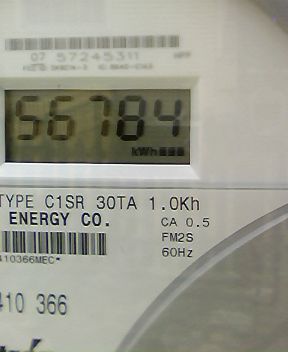 07 57245311
56784
kWh
TYPE C1SR 30TA 1.0Kh
ENERGY CO. CA 0.5
FM2S
410366MEC* 60Hz
410 366